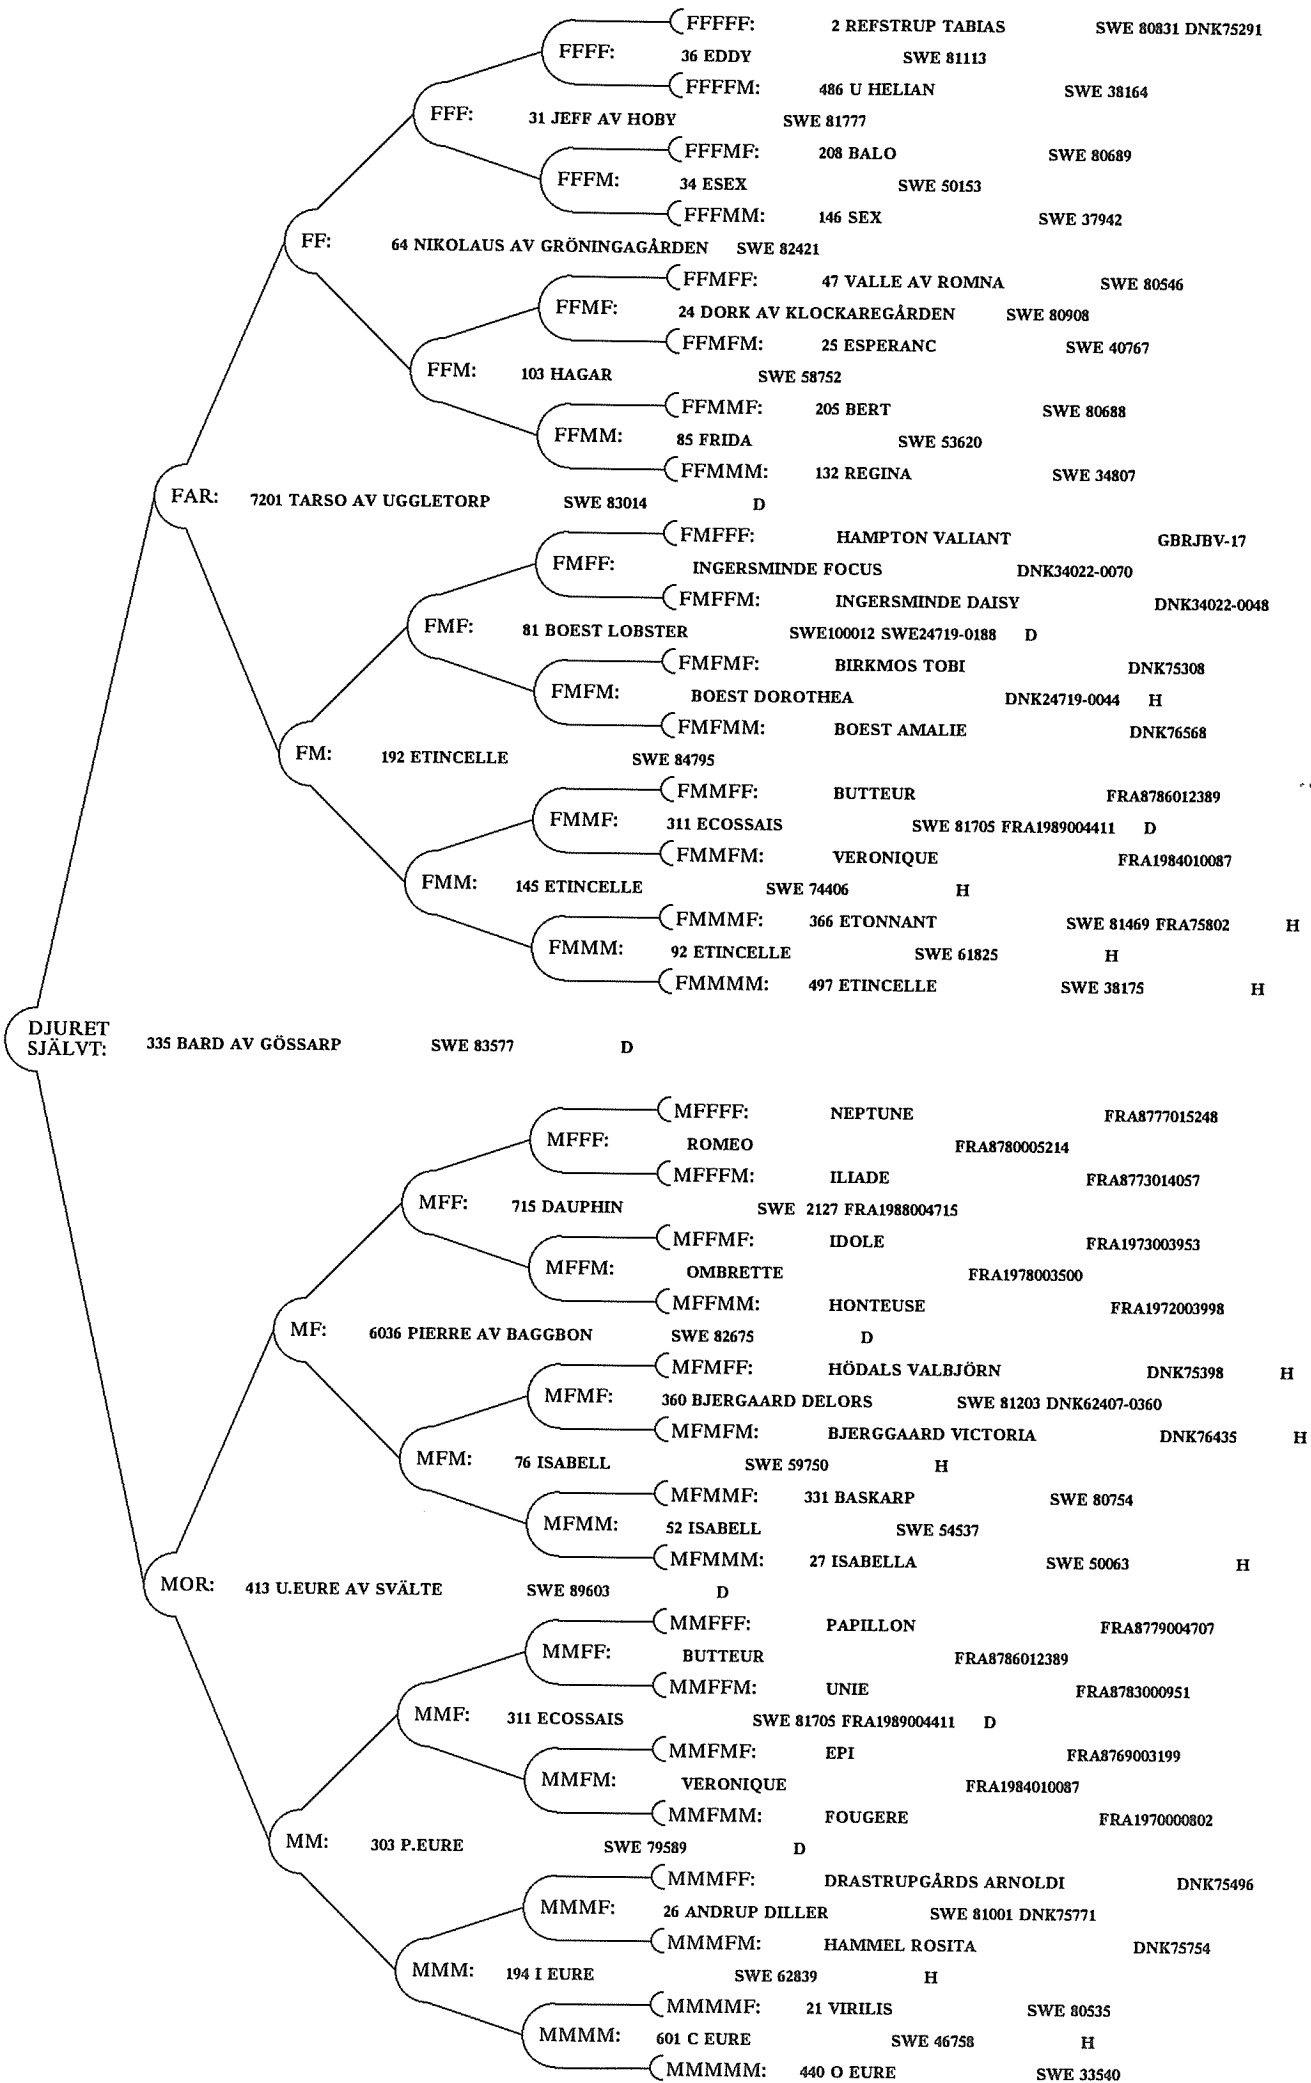 FFFFF: 2 REFSTRUP TABIAS SWE 80831 DNK75291
FFFF: 36 EDDY SWE 81113
FFFFM: 486 U HELIAN SWE 38164
FFF: 31 JEFF AV HOBY SWE 81777
FFFMF: 208 BALO SWE 80689
FFFM: 34 ESEX SWE 50153
FFFMM: 146 SEX SWE 37942
FF: 64 NIKOLAUS AV GRÖNINGAGÅRDEN SWE 82421
FFMFF: 47 VALLE AV ROMNA SWE 80546
FFMF: 24 DORK AV KLOCKAREGÅRDEN SWE 80908
FFMFM: 25 ESPERANC SWE 40767
FFM: 103 HAGAR SWE 58752
FFMMF: 205 BERT SWE 80688
FFMM: 85 FRIDA SWE 53620
FFMMM: 132 REGINA SWE 34807
FAR: 7201 TARSO AV UGGLETORP SWE 83014 D
FMFFF: HAMPTON VALIANT GBRJBV-17
FMFF: INGERSMINDE FOCUS DNK34022-0070
FMFFM: INGERSMINDE DAISY DNK34022-0048
FMF: 81 BOEST LOBSTER SWE100012 SWE24719-0188 D
FMFMF: BIRKMOS TOBI DNK75308
FMFM: BOEST DOROTHEA DNK24719-0044 H
FMFMM: BOEST AMALIE DNK76568
FM: 192 ETINCELLE SWE 84795
FMMFF: BUTTEUR FRA8786012389
FMMF: 311 ECOSSAIS SWE 81705 FRA1989004411 D
FMMFM: VERONIQUE FRA1984010087
FMM: 145 ETINCELLE SWE 74406 H
FMMMF: 366 ETONNANT SWE 81469 FRA75802 H
FMMM: 92 ETINCELLE SWE 61825 H
FMMMM: 497 ETINCELLE SWE 38175 H
DJURET
SJÄLVT: 335 BARD AV GÖSSARP SWE 83577 D
MFFFF: NEPTUNE FRA8777015248
MFFF: ROMEO FRA8780005214
MFFFM: ILIADE FRA8773014057
MFF: 715 DAUPHIN SWE 2127 FRA1988004715
MFFMF: IDOLE FRA1973003953
MFFM: OMBRETTE FRA1978003500
MFFMM: HONTEUSE FRA1972003998
MF: 6036 PIERRE AV BAGGBON SWE 82675 D
MFMFF: HÖDALS VALBJÖRN DNK75398 H
MFMF: 360 BJERGAARD DELORS SWE 81203 DNK62407-0360
MFMFM: BJERGGAARD VICTORIA DNK76435 H
MFM: 76 ISABELL SWE 59750 H
MFMMF: 331 BASKARP SWE 80754
MFMM: 52 ISABELL SWE 54537
MFMMM: 27 ISABELLA SWE 50063 H
MOR: 413 U.EURE AV SVÄLTE SWE 89603 D
MMFFF: PAPILLON FRA8779004707
MMFF: BUTTEUR FRA8786012389
MMFFM: UNIE FRA8783000951
MMF: 311 ECOSSAIS SWE 81705 FRA1989004411 D
MMFMF: EPI FRA8769003199
MMFM: VERONIQUE FRA1984010087
MMFMM: FOUGERE FRA1970000802
MM: 303 P.EURE SWE 79589 D
MMMFF: DRASTRUPGÅRDS ARNOLDI DNK75496
MMMF: 26 ANDRUP DILLER SWE 81001 DNK75771
MMMFM: HAMMEL ROSITA DNK75754
MMM: 194 I EURE SWE 62839 H
MMMMF: 21 VIRILIS SWE 80535
MMMM: 601 C EURE SWE 46758 H
MMMMM: 440 O EURE SWE 33540